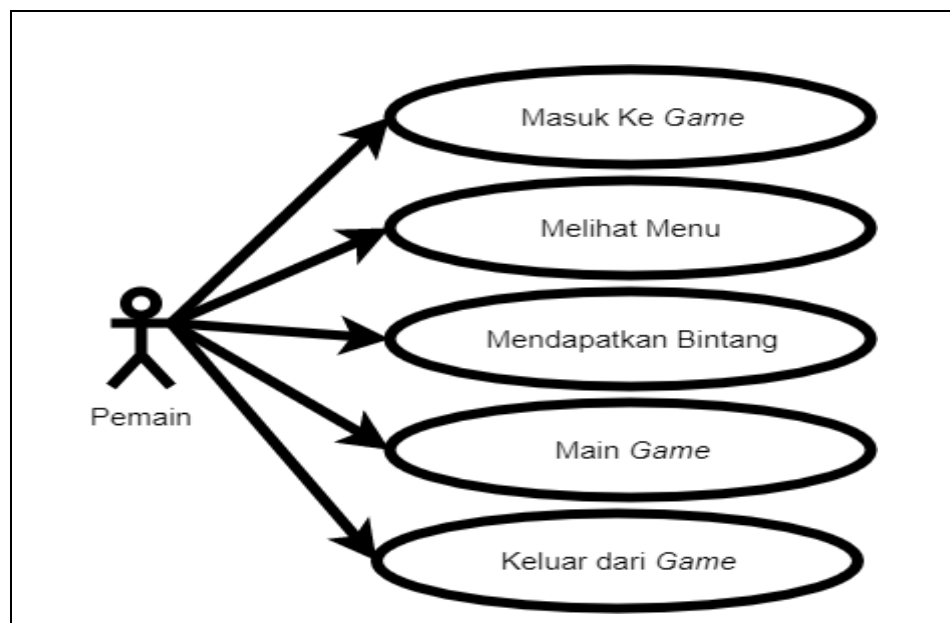 Masuk Ke Game
Melihat Menu
Mendapatkan Bintang
Pemain
Main Game
Keluar dari Game